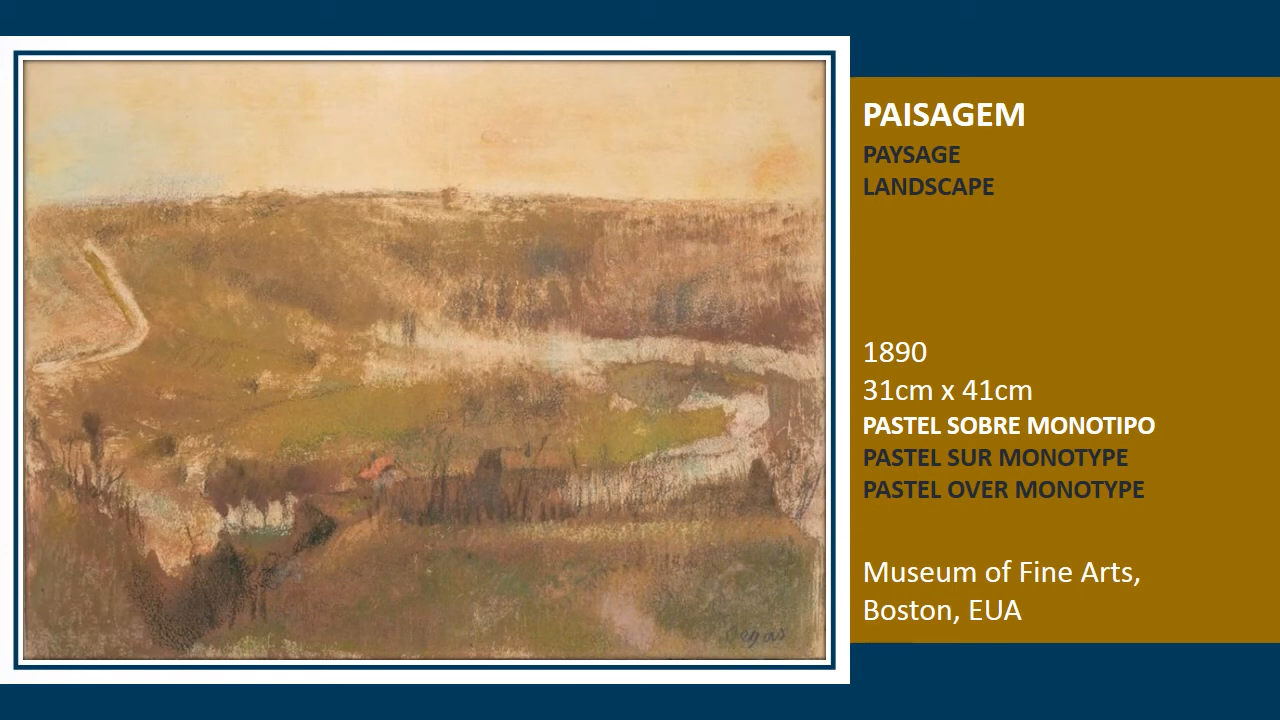 PAISAGEM
PAYSAGE
LANDSCAPE
1890
31cm x 41cm
PASTEL SOBRE MONOTIPO
PASTEL SUR MONOTYPE
PASTEL OVER MONOTYPE
Museum of Fine Arts,
Boston, EUA
Degas